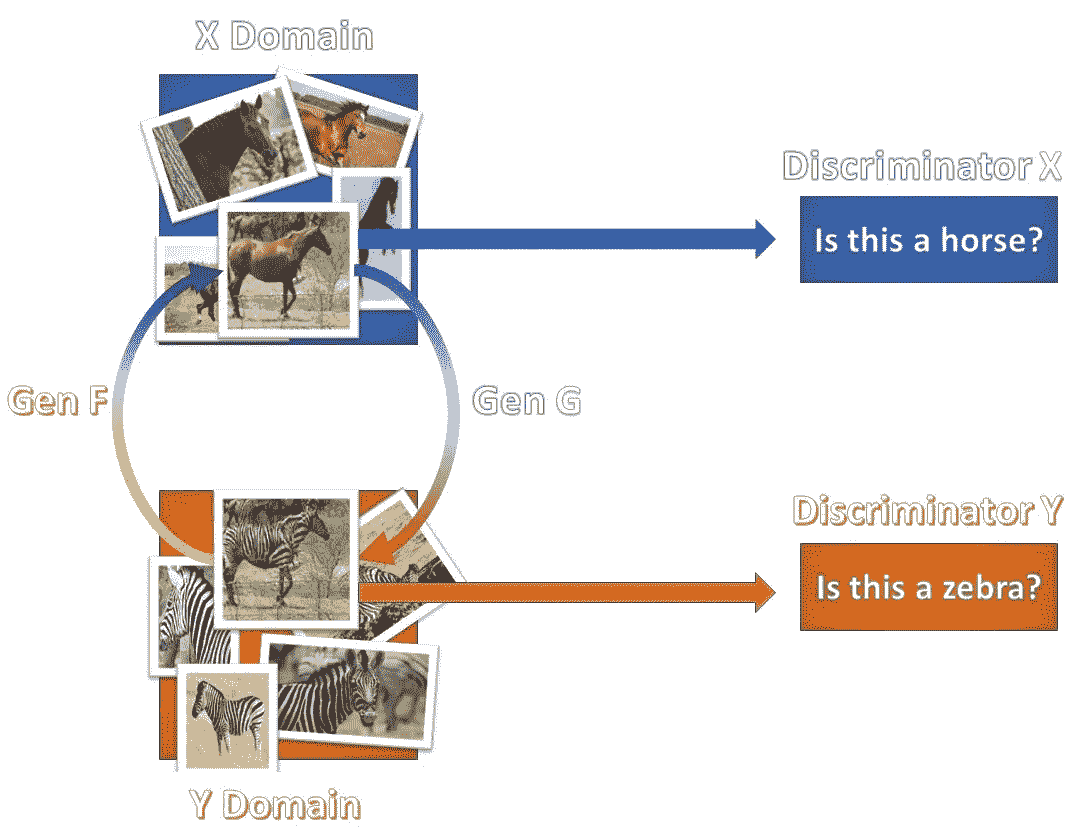 X Domain
Discriminator X
Is this a horse?
Gen F
Gen G
Discriminator Y
Is this a zebra?
Y Domain